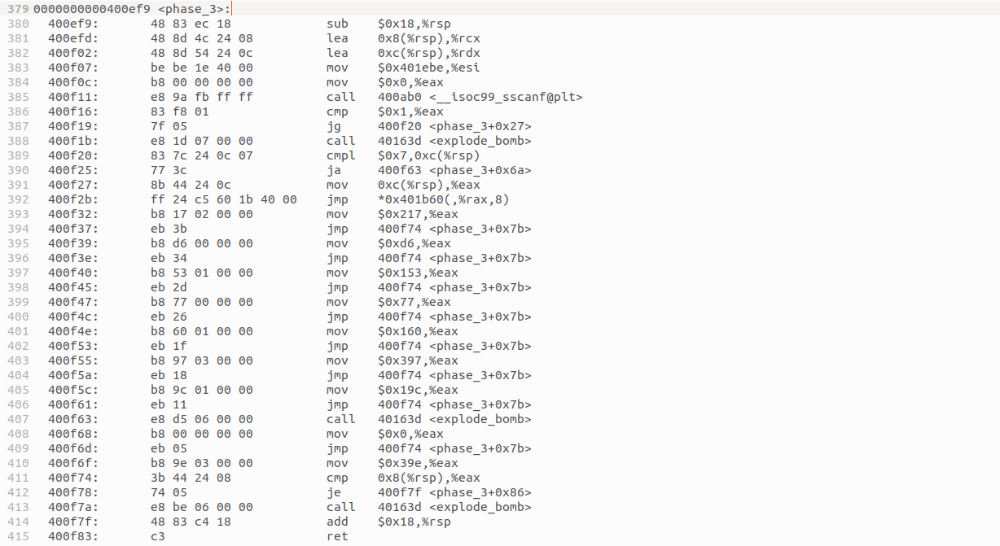 379 0000000000400ef9 <phase_3>:
380 400ef9: 48 83 ec 18 sub $0x18,%rsp
381 400efd: 48 8d 4c 24 08 lea 0x8(%rsp),%rcx
382 400f02: 48 8d 54 24 0c lea 0xc(%rsp),%rdx
383 400f07: be be 1e 40 00 mov $0x401ebe,%esi
384 400f0c: b8 00 00 00 00 mov $0x0,%eax
385 400f11: e8 9a fb ff ff call 400ab0 <__isoc99_sscanf@plt>
386 400f16: 83 f8 01 cmp $0x1,%eax
387 400f19: 7f 05 jg 400f20 <phase_3+0x27>
388 400f1b: e8 1d 07 00 00 call 40163d <explode_bomb>
389 400f20: 83 7c 24 0c 07 cmpl $0x7,0xc(%rsp)
390 400f25: 77 3c ja 400f63 <phase_3+0x6a>
391 400f27: 8b 44 24 0c mov 0xc(%rsp),%eax
392 400f2b: ff 24 c5 60 1b 40 00 jmp *0x401b60(,%rax,8)
393 400f32: b8 17 02 00 00 mov $0x217,%eax
394 400f37: eb 3b jmp 400f74 <phase_3+0x7b>
395 400f39: b8 d6 00 00 00 mov $0xd6,%eax
396 400f3e: eb 34 jmp 400f74 <phase_3+0x7b>
397 400f40: b8 53 01 00 00 mov $0x153,%eax
398 400f45: eb 2d jmp 400f74 <phase_3+0x7b>
399 400f47: b8 77 00 00 00 mov $0x77,%eax
400 400f4c: eb 26 jmp 400f74 <phase_3+0x7b>
401 400f4e: b8 60 01 00 00 mov $0x160,%eax
402 400f53: eb 1f jmp 400f74 <phase_3+0x7b>
403 400f55: b8 97 03 00 00 mov $0x397,%eax
404 400f5a: eb 18 jmp 400f74 <phase_3+0x7b>
405 400f5c: b8 9c 01 00 00 mov $0x19c,%eax
406 400f61: eb 11 jmp 400f74 <phase_3+0x7b>
407 400f63: e8 d5 06 00 00 call 40163d <explode_bomb>
408 400f68: b8 00 00 00 00 mov $0x0,%eax
409 400f6d: eb 05 jmp 400f74 <phase_3+0x7b>
410 400f6f: b8 9e 03 00 00 mov $0x39e,%eax
411 400f74: 3b 44 24 08 cmp 0x8(%rsp),%eax
412 400f78: 74 05 je 400f7f <phase_3+0x86>
413 400f7a: e8 be 06 00 00 call 40163d <explode_bomb>
414 400f7f: 48 83 c4 18 add $0x18,%rsp
415 400f83: c3 ret